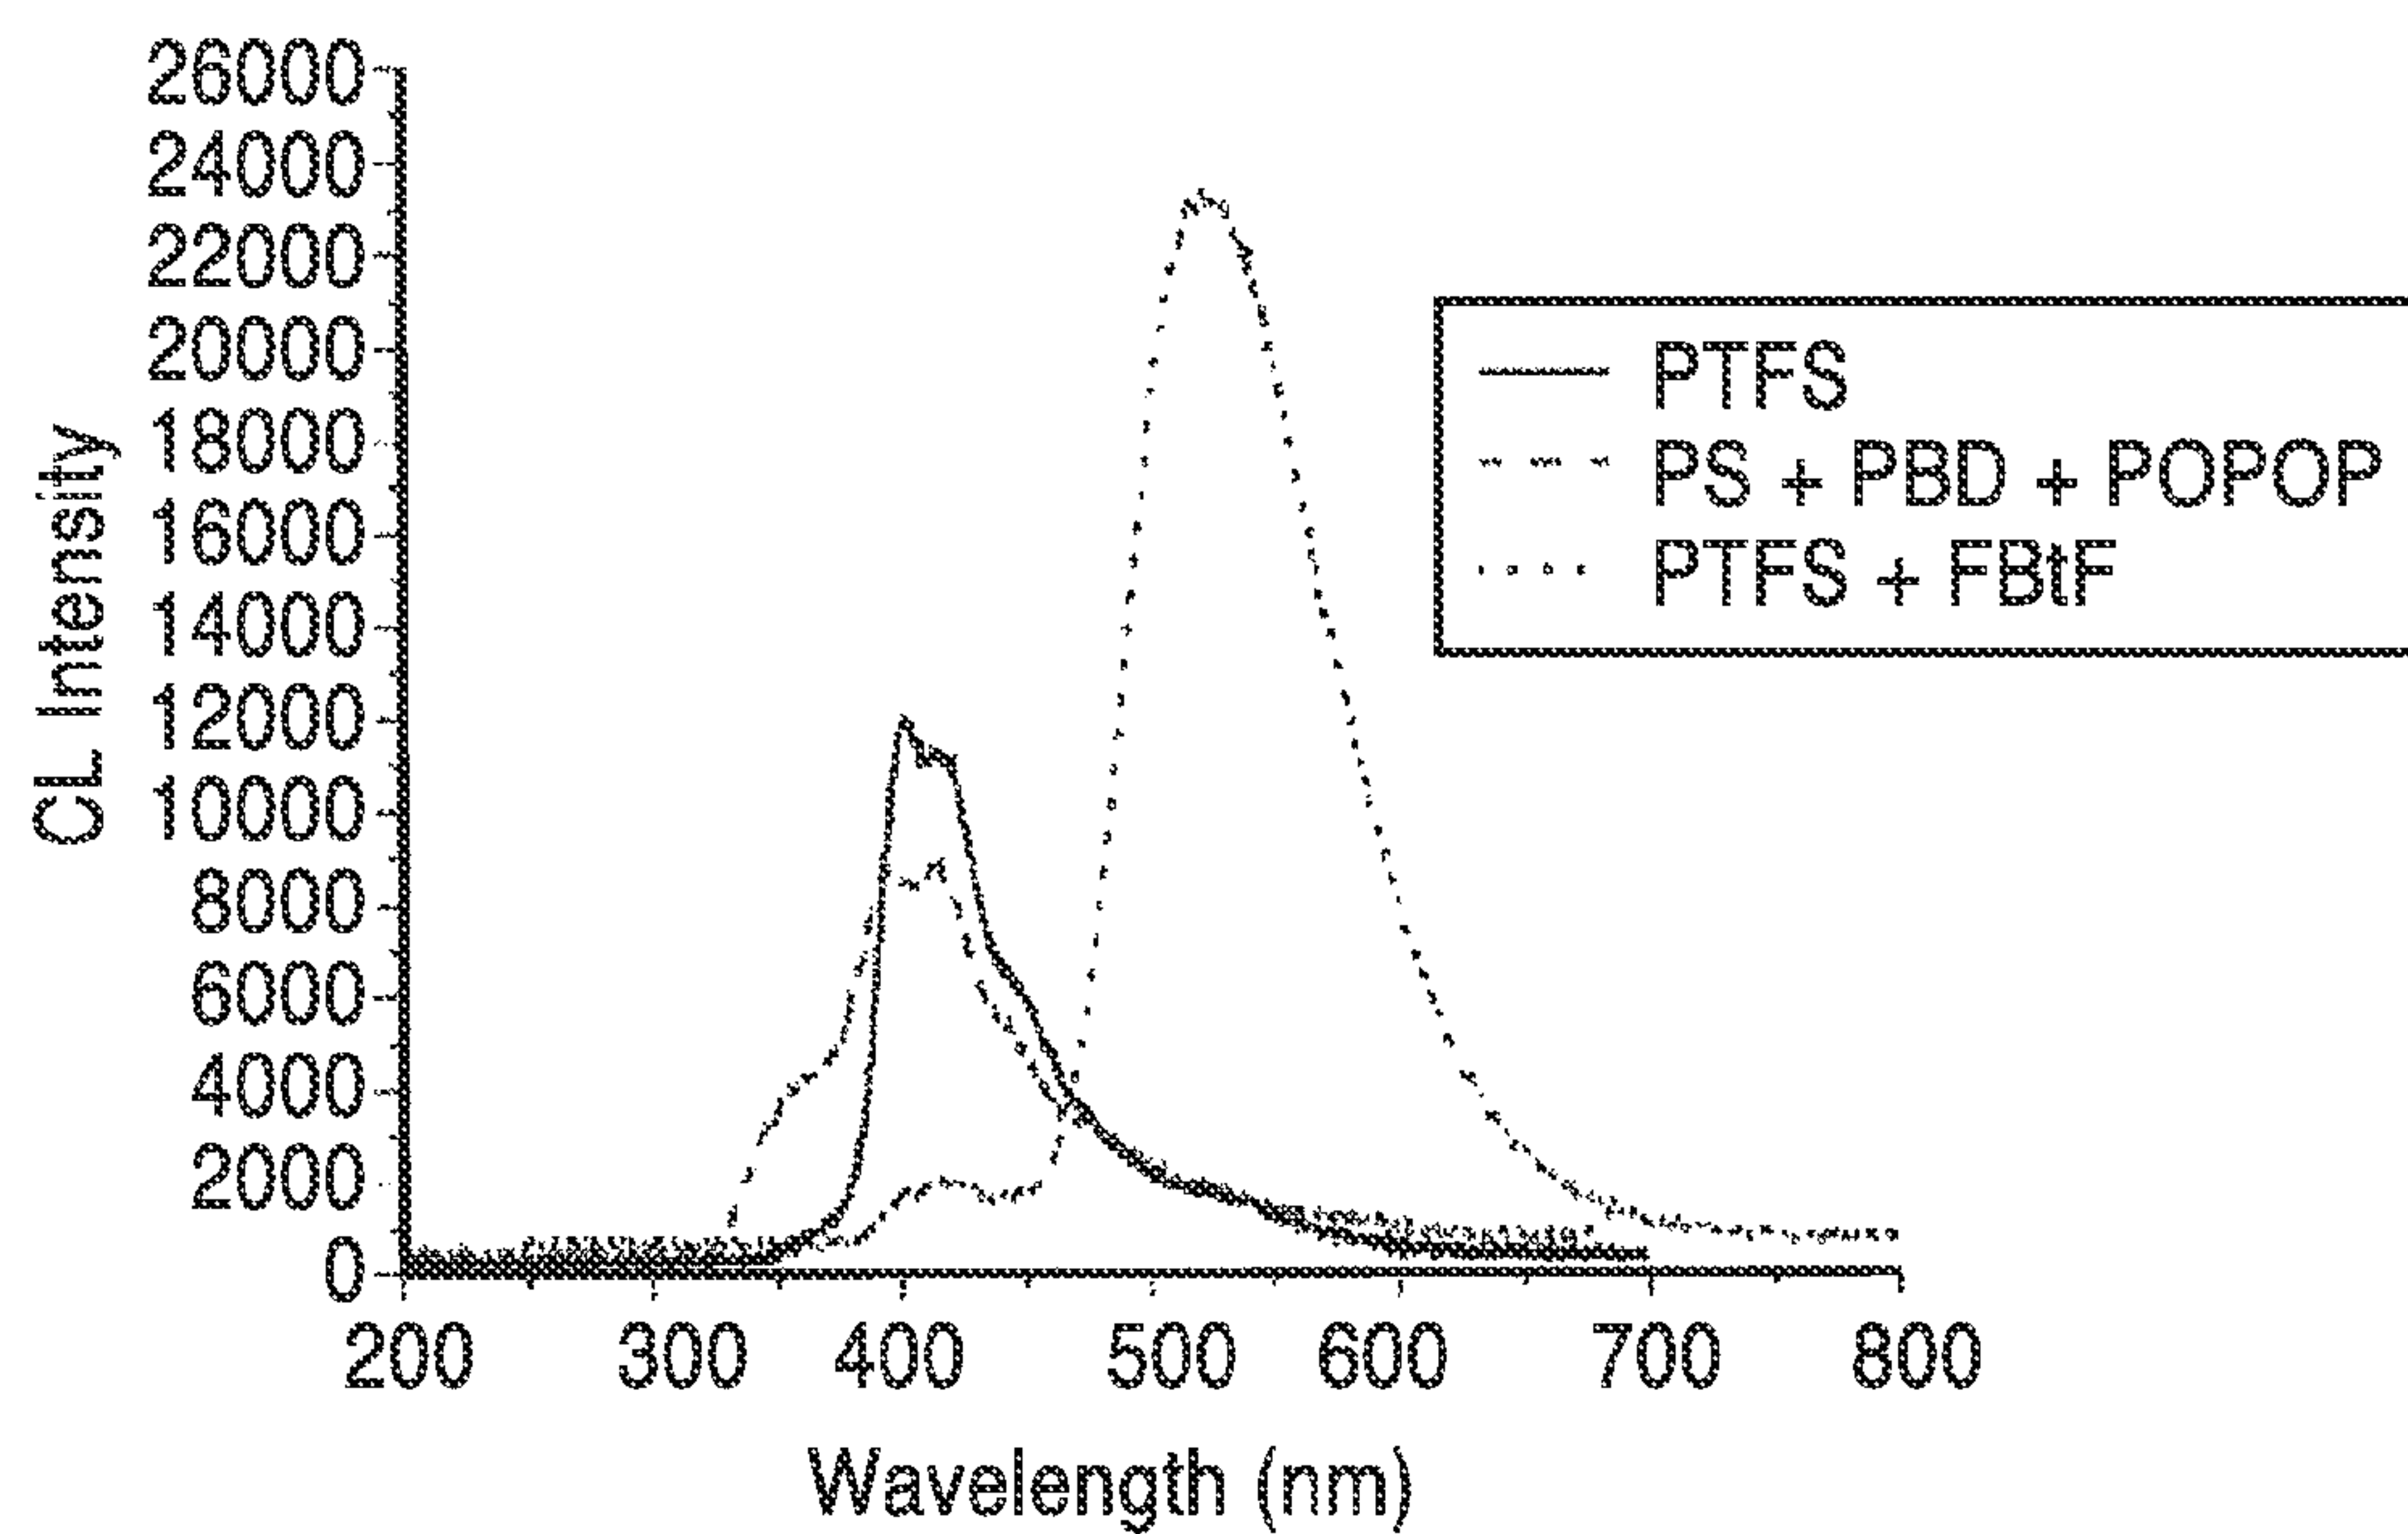 26000
24000
22000
20000
18000
16000
14000
12000
10000
8000
6000
4000
2000
0
CL Intensity
PTFS
PS + PBD + POPOP
PTFS + FBtF
200 300 400 500 600 700 800
Wavelength (nm)